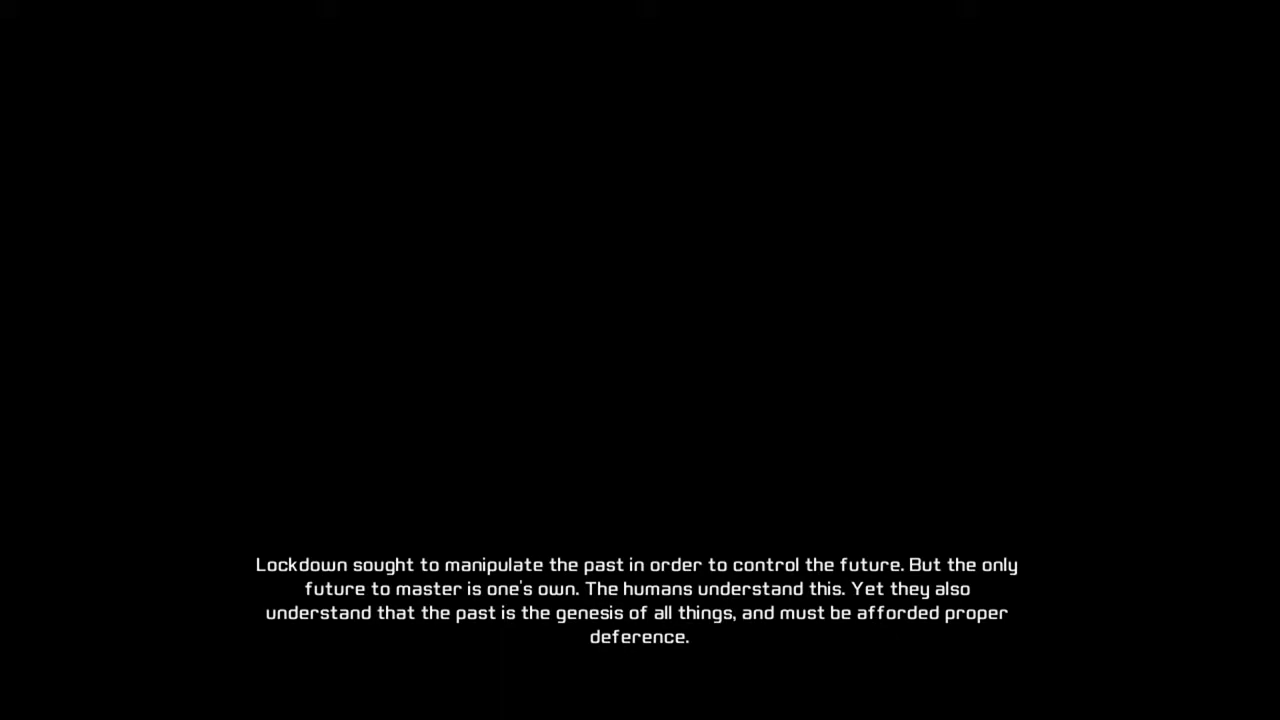 Lockdown sought to manipulate the past in order to control the future. But the only
future to master is one's own. The humans understand this. Yet they also
understand that the past is the genesis of all things, and must be afforded proper
deference.